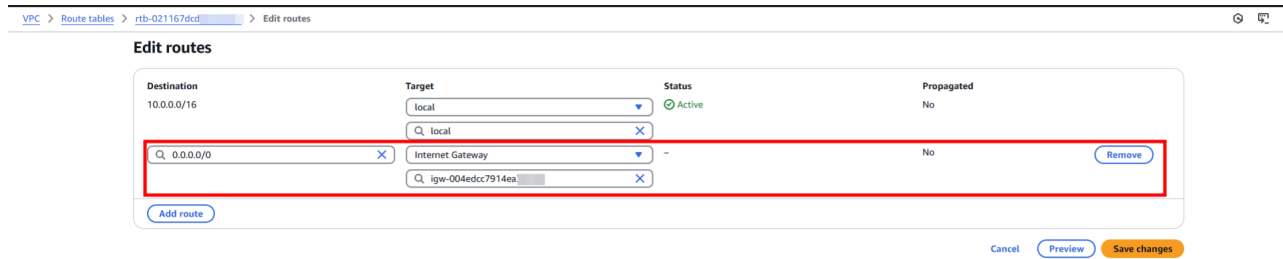 VPC > Route tables > rtb-021167dcd > Edit routes
Edit routes
Destination Target Status Propagated
10.0.0.0/16 local Active No
local
0.0.0.0/0 Internet Gateway – No Remove
igw-004edcc7914ea
Add route
Cancel Preview Save changes